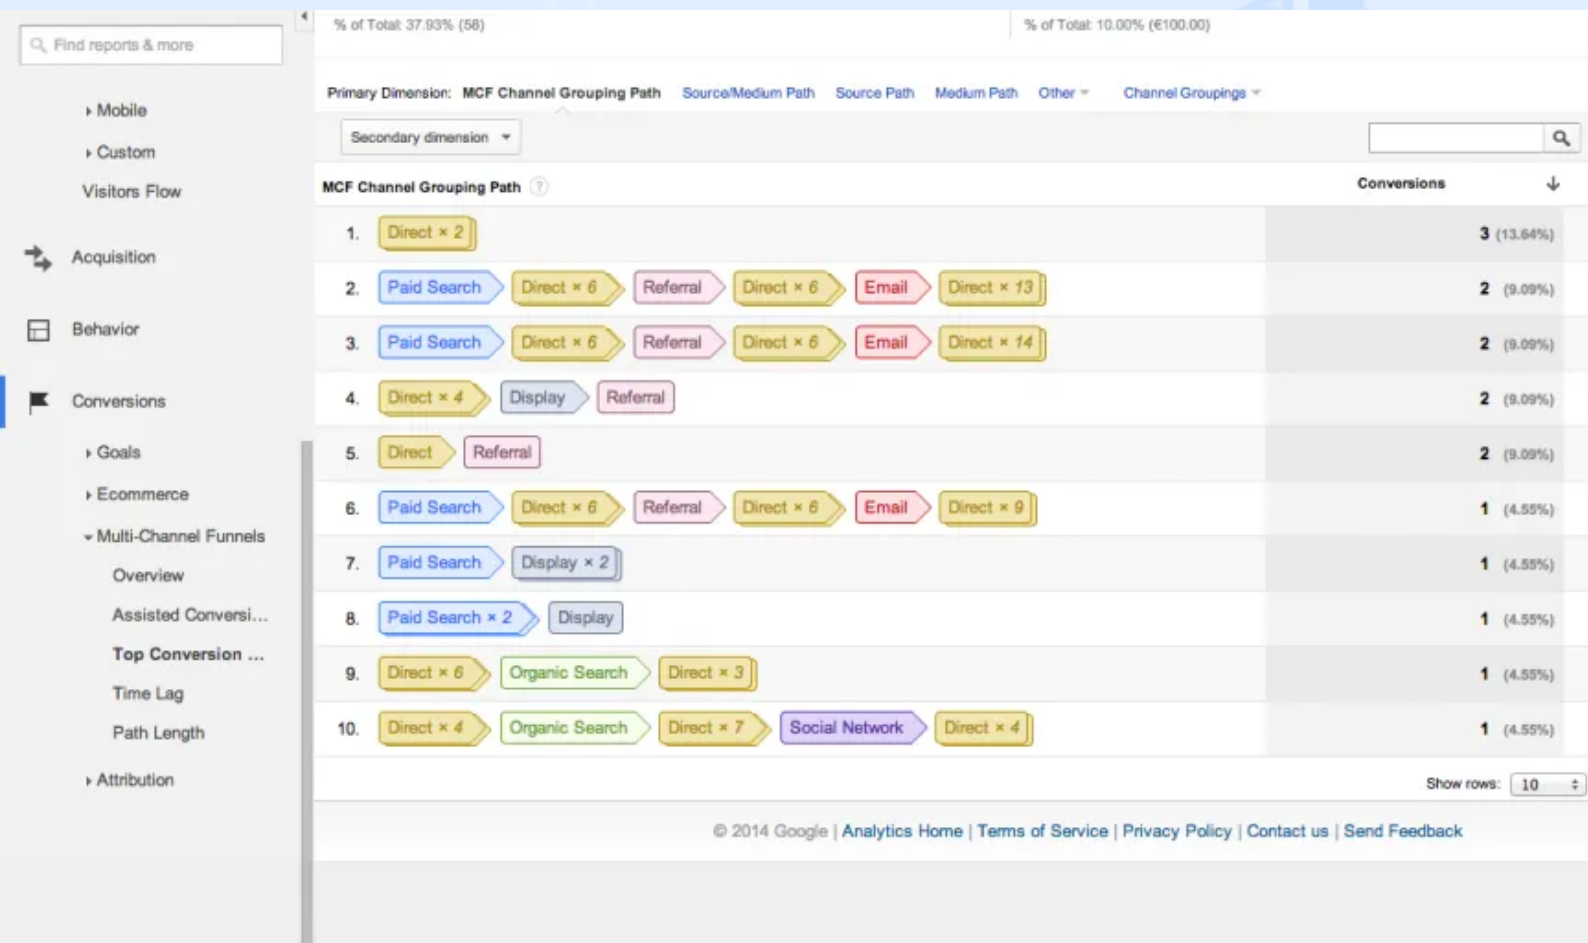 % of Total: 37.93% (58)
% of Total: 10.00% (€100.00)
Find reports & more
Primary Dimension: MCF Channel Grouping Path Source/Medium Path Source Path Medium Path Other Channel Groupings
Mobile
Secondary dimension
Custom
Visitors Flow
MCF Channel Grouping Path ? Conversions
1. Direct × 2 3 (13.64%)
Acquisition
2. Paid Search Direct × 6 Referral Direct × 6 Email Direct × 13 2 (9.09%)
Behavior
3. Paid Search Direct × 6 Referral Direct × 6 Email Direct × 14 2 (9.09%)
Conversions
4. Direct × 4 Display Referral 2 (9.09%)
Goals
5. Direct Referral 2 (9.09%)
Ecommerce
6. Paid Search Direct × 6 Referral Direct × 6 Email Direct × 9 1 (4.55%)
Multi-Channel Funnels
7. Paid Search Display × 2 1 (4.55%)
Overview
Assisted Conversi...
8. Paid Search × 2 Display 1 (4.55%)
Top Conversion ...
9. Direct × 6 Organic Search Direct × 3 1 (4.55%)
Time Lag
10. Direct × 4 Organic Search Direct × 7 Social Network Direct × 4 1 (4.55%)
Path Length
Attribution
Show rows: 10
© 2014 Google | Analytics Home | Terms of Service | Privacy Policy | Contact us | Send Feedback